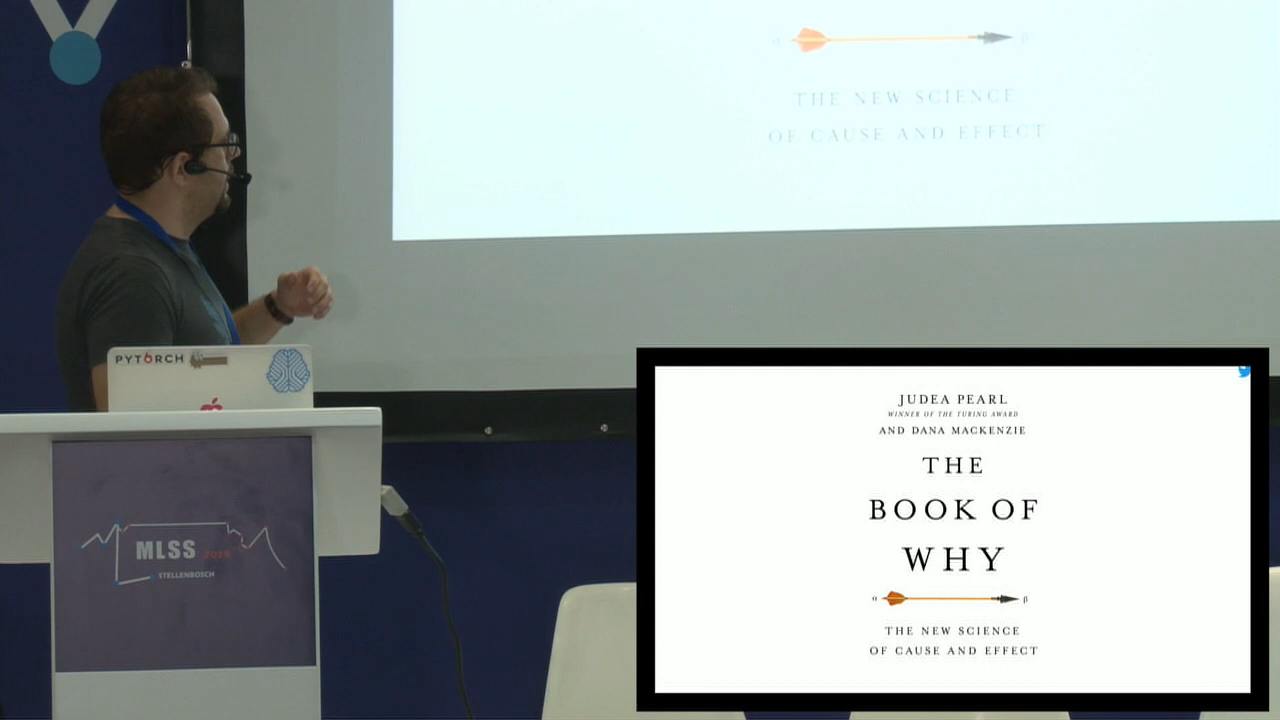 THE NEW SCIENCE
OF CAUSE AND EFFECT
PYTORCH
MLSS 2019
STELLENBOSCH
JUDEA PEARL
WINNER OF THE TURING AWARD
AND DANA MACKENZIE
THE
BOOK OF
WHY
α β
THE NEW SCIENCE
OF CAUSE AND EFFECT